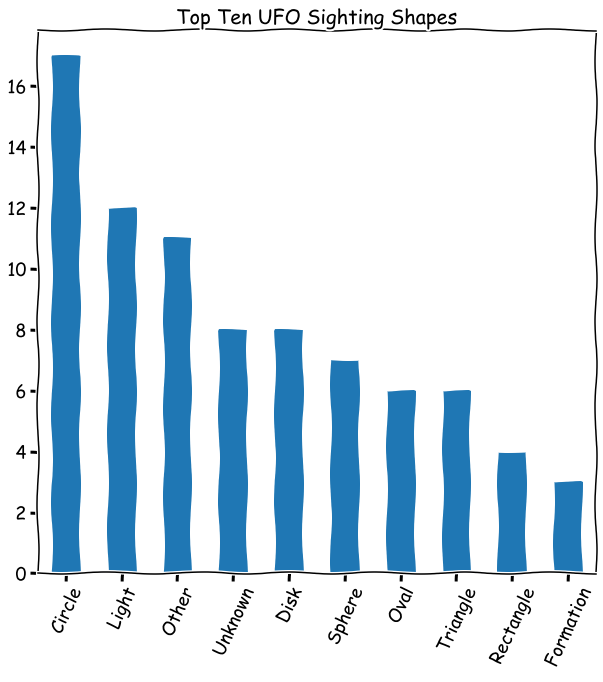 Top Ten UFO Sighting Shapes
16
14
12
10
8
6
4
2
0
Circle
Light
Other
Unknown
Disk
Sphere
Oval
Triangle
Rectangle
Formation